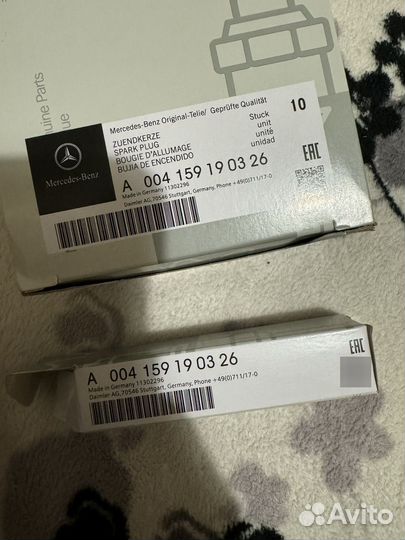 nuine Parts
Mercedes-Benz
Mercedes-Benz Original-Telie/ Geprüfte Qualität
ZUENDKERZE
SPARK PLUG
BOUGIE D'ALLUMAGE
BUJIA DE ENCENDIDO
Stuck
unit
unité
unidad
10
A 004 159 19 03 26
Made in Germany 11302296
Daimler AG,70546 Stuttgart, Germany, Phone +49(0)711/17-0
EAC
A 004 159 19 03 26
Made in Germany 11302296
Daimler AG,70546 Stuttgart, Germany, Phone +49(0)711/17-0
EAC
Avito